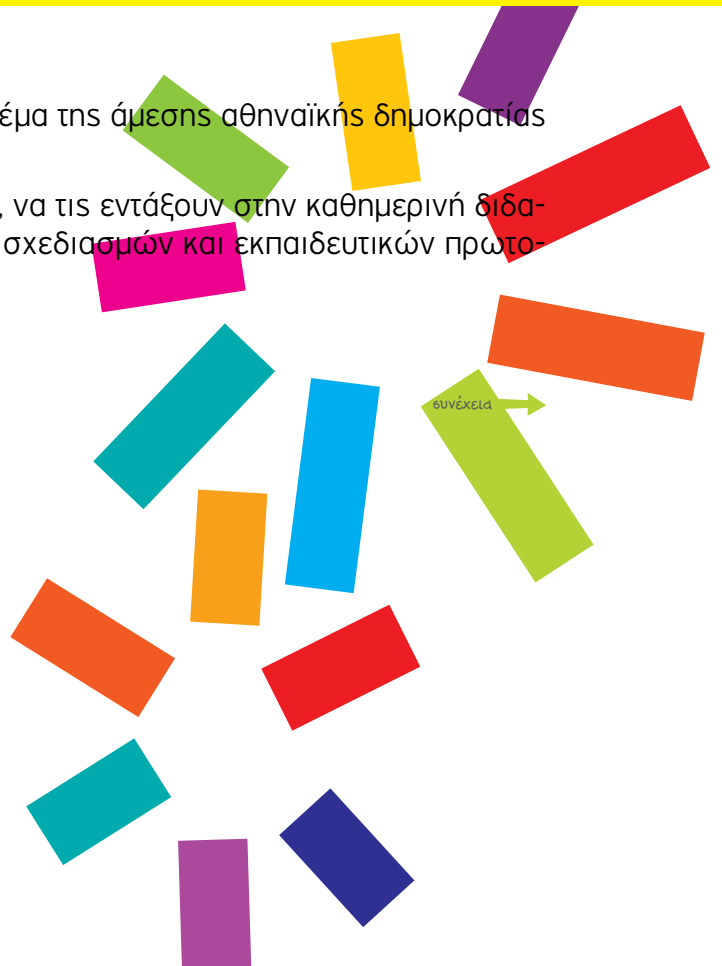 έμα της άμεσης αθηναϊκής δημοκρατίας
, να τις εντάξουν στην καθημερινή διδα-
σχεδιασμών και εκπαιδευτικών πρωτο-
συνέχεια